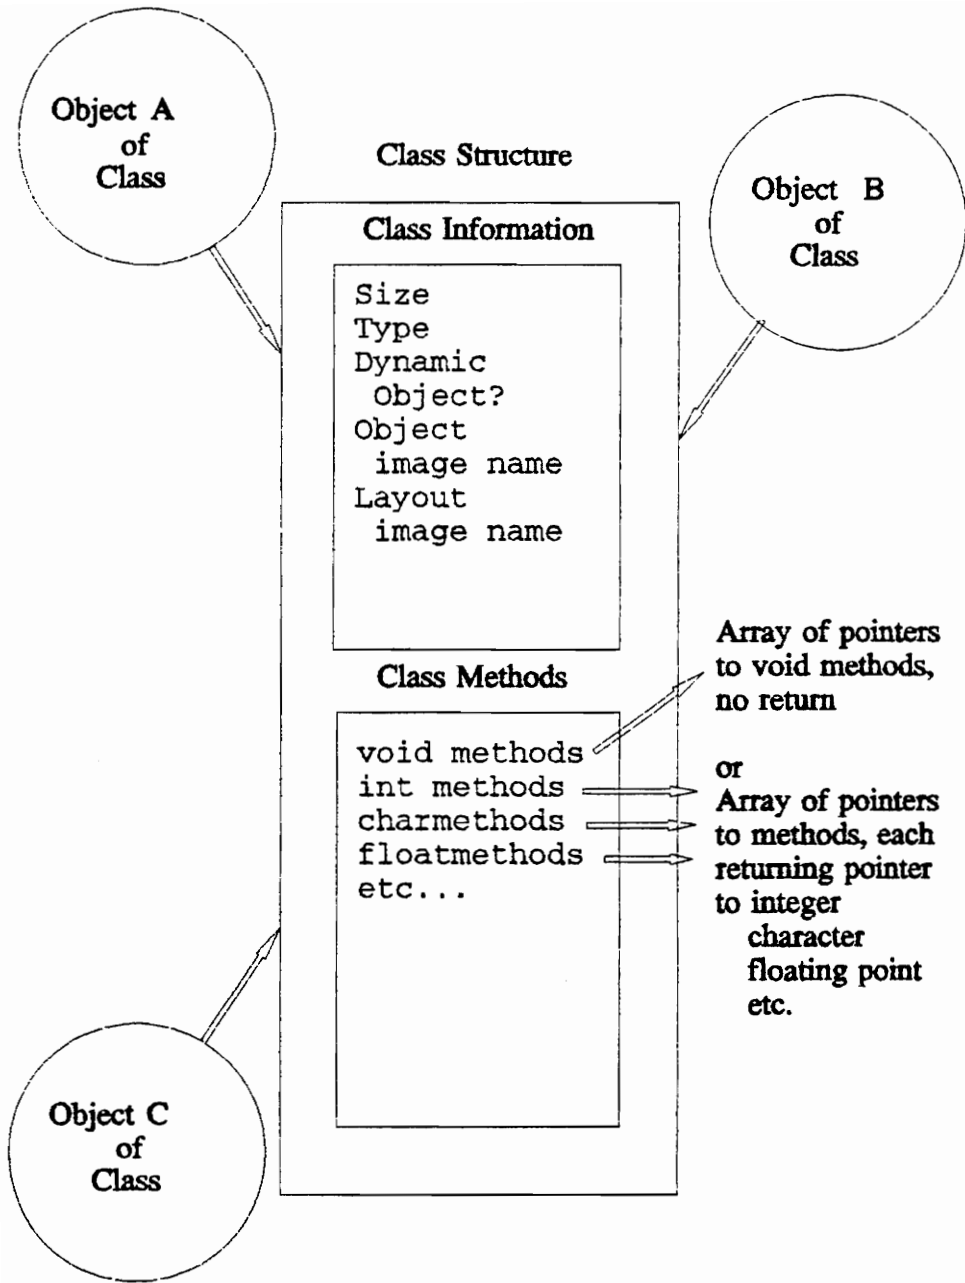 Object A
of
Class
Class Structure
Object B
of
Class
Class Information
Size
Type
Dynamic
Object?
Object
image name
Layout
image name
Class Methods
void methods
int methods
charmethods
floatmethods
etc...
Array of pointers
to void methods,
no return
or
Array of pointers
to methods, each
returning pointer
to integer
character
floating point
etc.
Object C
of
Class